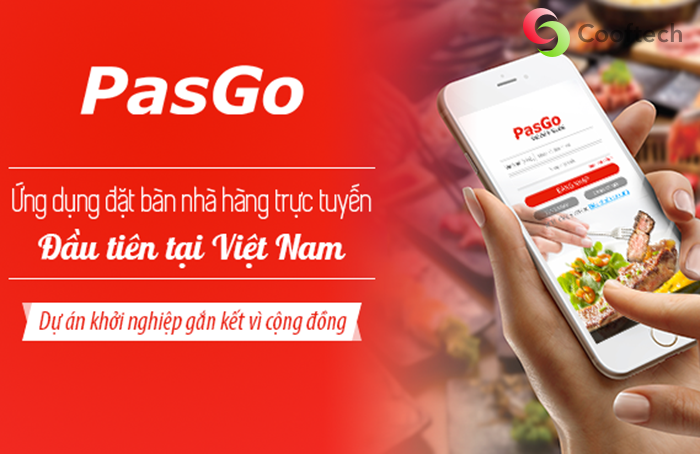 PasGo
Ứng dụng đặt bàn nhà hàng trực tuyến
Đầu tiên tại Việt Nam
Dự án khởi nghiệp gắn kết vì cộng đồng
Cooftech
PasGo